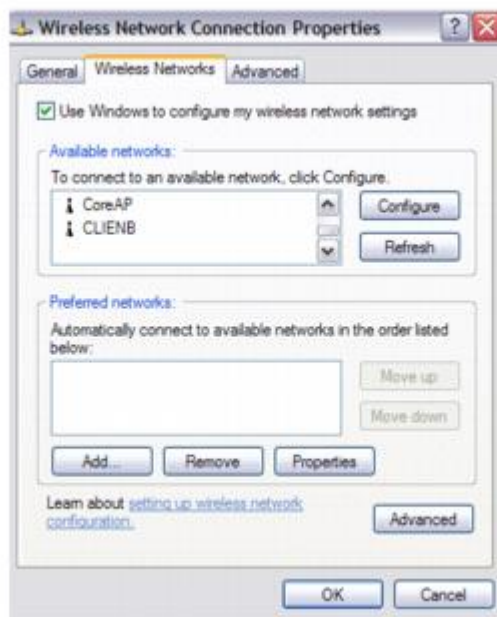 Wireless Network Connection Properties
General Wireless Networks Advanced
Use Windows to configure my wireless network settings
Available networks:
To connect to an available network, click Configure.
CoreAP
CLIENB
Configure
Refresh
Preferred networks:
Automatically connect to available networks in the order listed
below:
Move up
Move down
Add... Remove Properties
Learn about setting up wireless network
configuration.
Advanced
OK Cancel